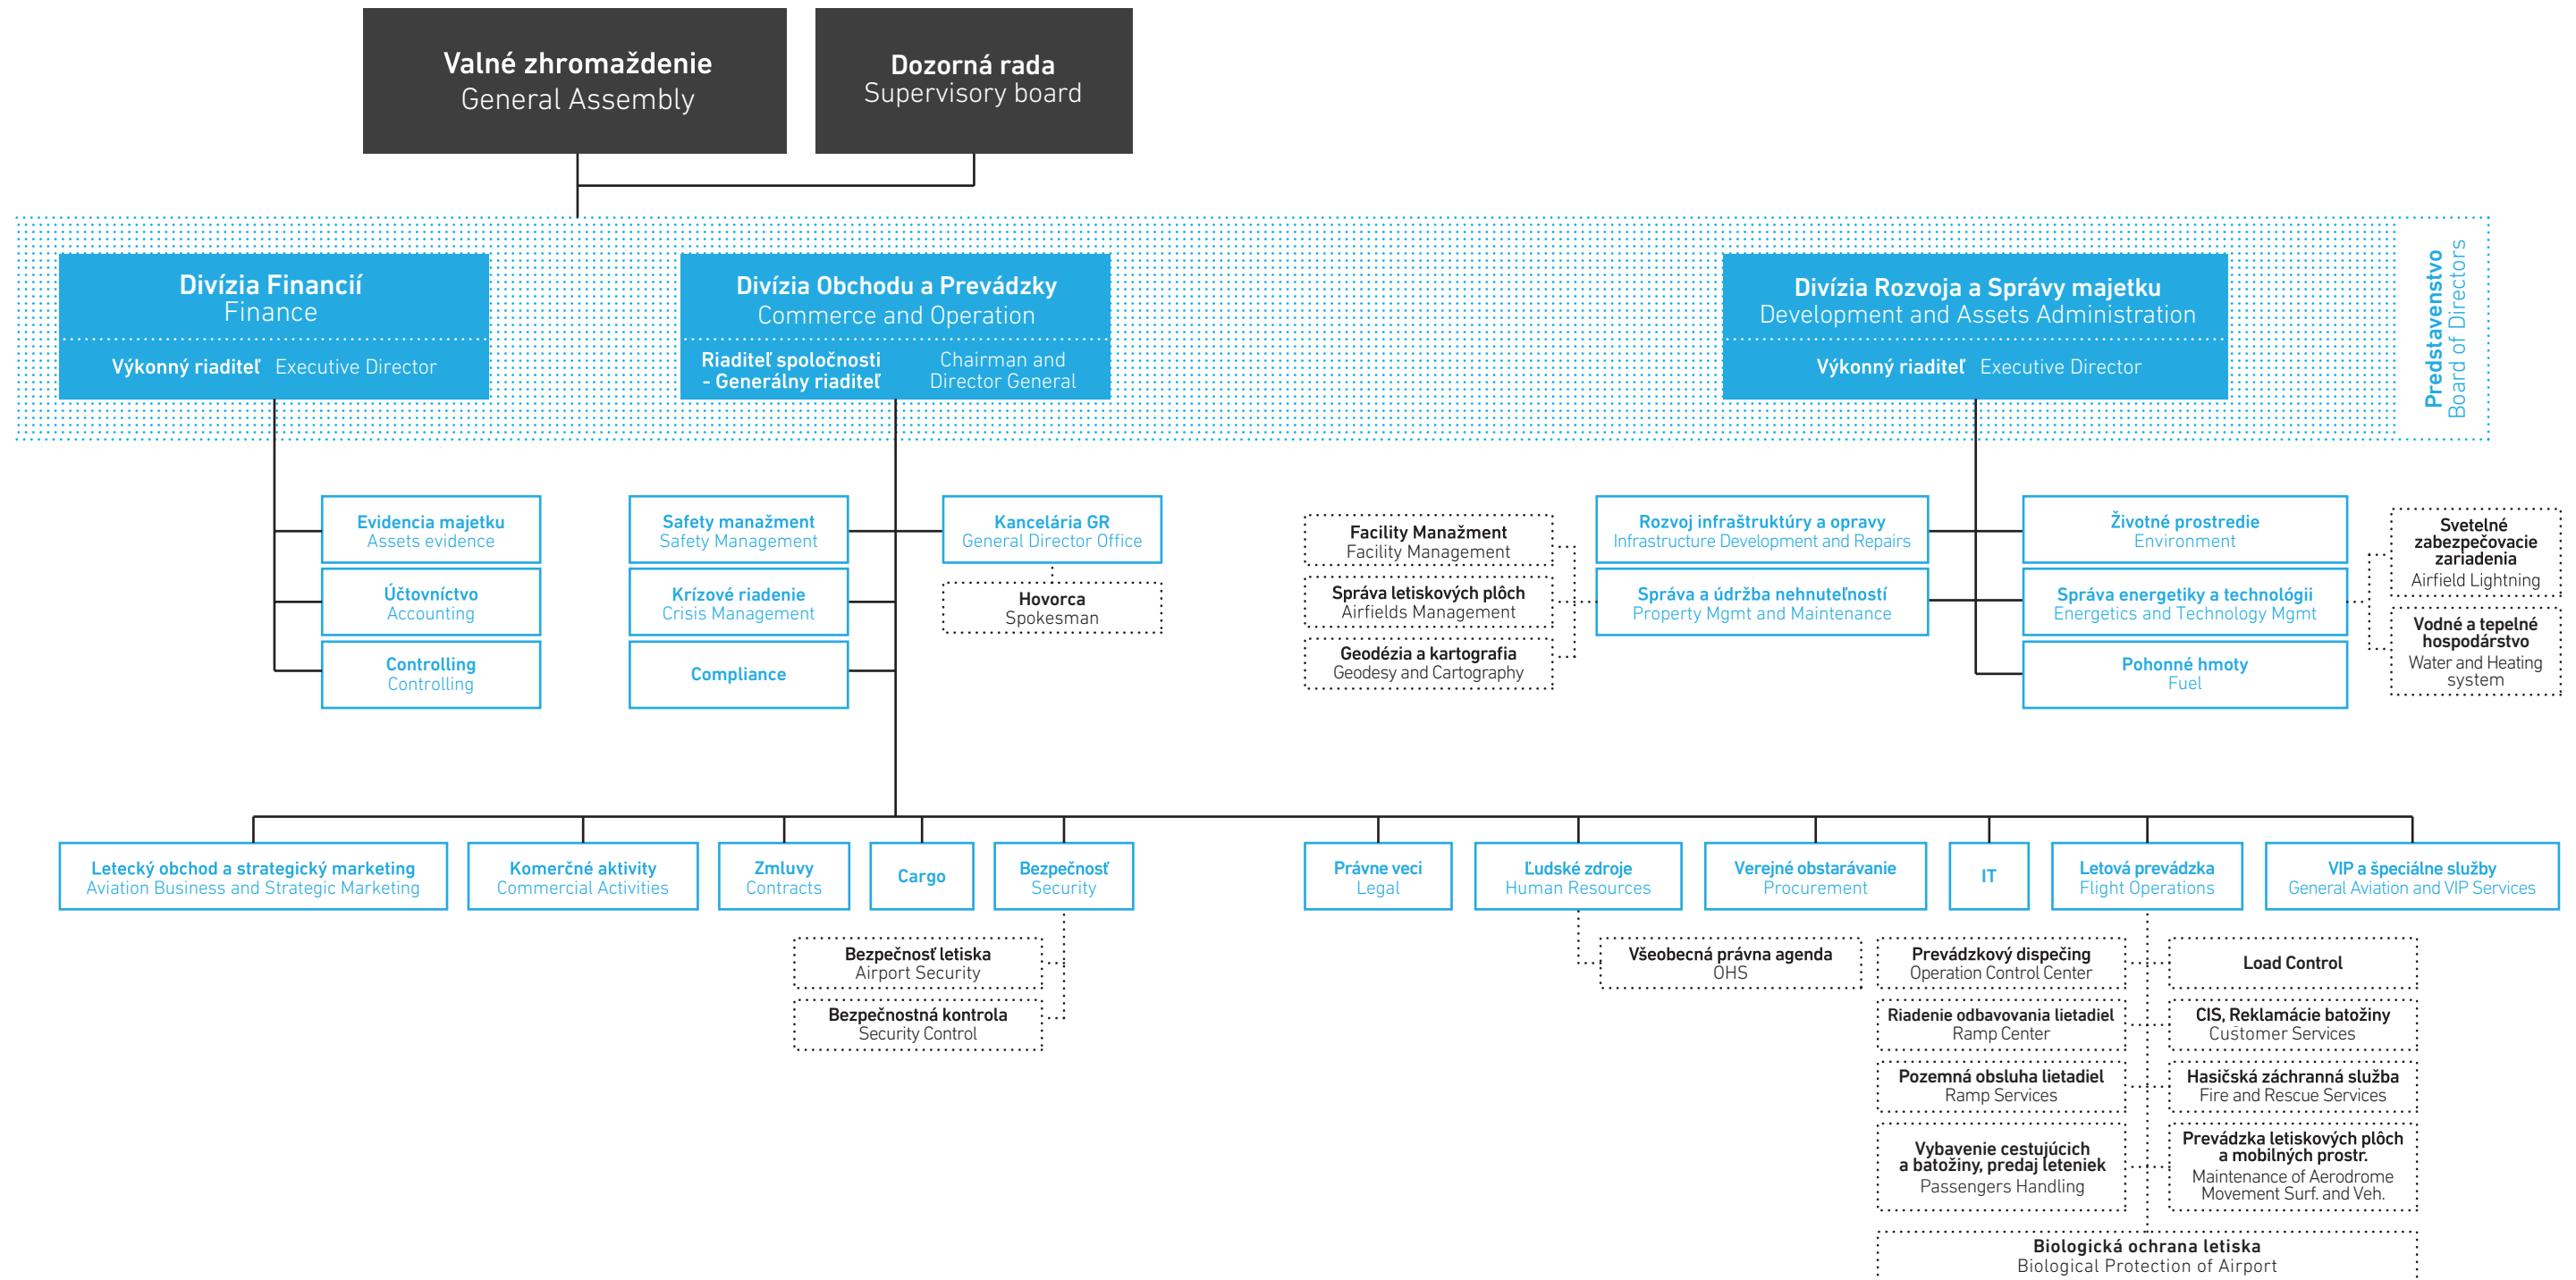 Valné zhromaždenie
General Assembly
Dozorná rada
Supervisory board
Predstavenstvo
Board of Directors
Divízia Financií
Finance
Výkonný riaditeľ Executive Director
Divízia Obchodu a Prevádzky
Commerce and Operation
Riaditeľ spoločnosti
- Generálny riaditeľ
Chairman and
Director General
Divízia Rozvoja a Správy majetku
Development and Assets Administration
Výkonný riaditeľ Executive Director
Evidencia majetku
Assets evidence
Účtovníctvo
Accounting
Controlling
Controlling
Safety manažment
Safety Management
Krízové riadenie
Crisis Management
Compliance
Kancelária GR
General Director Office
Hovorca
Spokesman
Facility Manažment
Facility Management
Správa letiskových plôch
Airfields Management
Geodézia a kartografia
Geodesy and Cartography
Rozvoj infraštruktúry a opravy
Infrastructure Development and Repairs
Správa a údržba nehnuteľností
Property Mgmt and Maintenance
Životné prostredie
Environment
Správa energetiky a technológii
Energetics and Technology Mgmt
Pohonné hmoty
Fuel
Svetelné
zabezpečovacie
zariadenia
Airfield Lightning
Vodné a tepelné
hospodárstvo
Water and Heating
system
Letecký obchod a strategický marketing
Aviation Business and Strategic Marketing
Komerčné aktivity
Commercial Activities
Zmluvy
Contracts
Cargo
Bezpečnosť
Security
Právne veci
Legal
Ľudské zdroje
Human Resources
Verejné obstarávanie
Procurement
IT
Letová prevádzka
Flight Operations
VIP a špeciálne služby
General Aviation and VIP Services
Bezpečnosť letiska
Airport Security
Bezpečnostná kontrola
Security Control
Všeobecná právna agenda
OHS
Prevádzkový dispečing
Operation Control Center
Load Control
Riadenie odbavovania lietadiel
Ramp Center
CIS, Reklamácie batožiny
Customer Services
Pozemná obsluha lietadiel
Ramp Services
Hasičská záchranná služba
Fire and Rescue Services
Vybavenie cestujúcich
a batožiny, predaj leteniek
Passengers Handling
Prevádzka letiskových plôch
a mobilných prostr.
Maintenance of Aerodrome
Movement Surf. and Veh.
Biologická ochrana letiska
Biological Protection of Airport